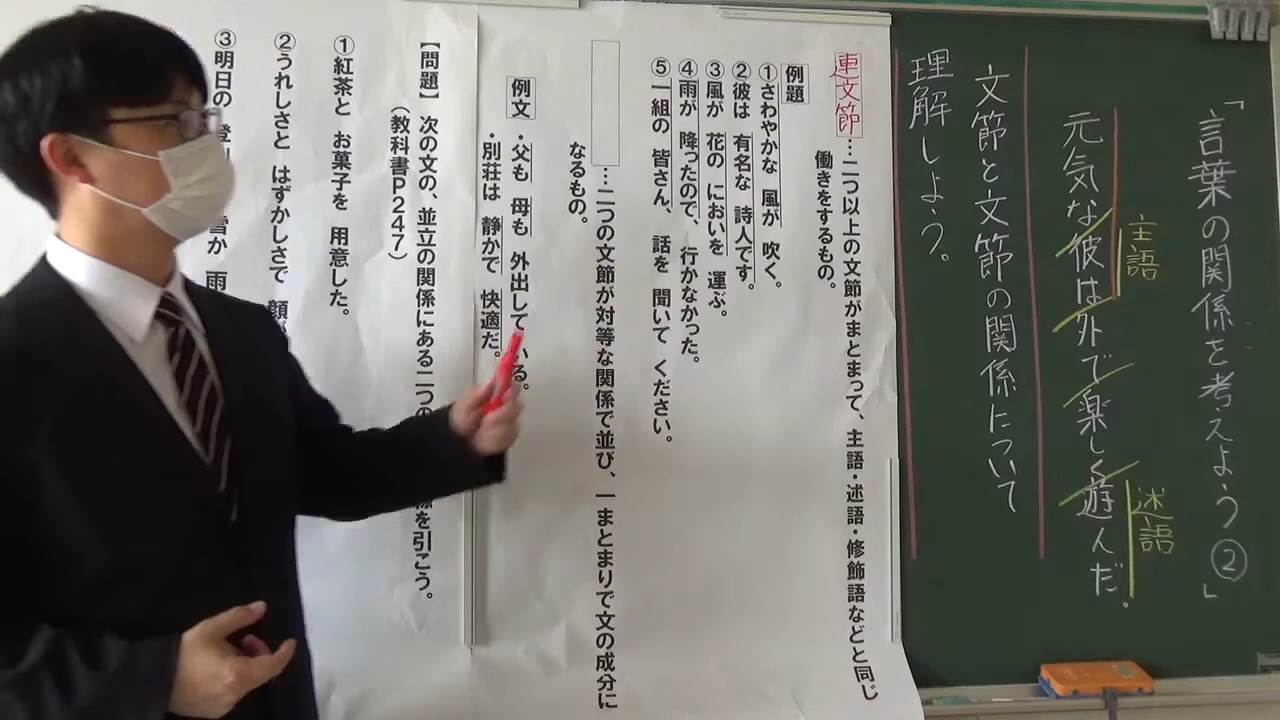 「言葉の関係を考えよう②」
主語
述語
元気な彼は外で楽しく遊んだ。
文節と文節の関係について
理解しよう。
連文節…二つ以上の文節がまとまって、主語・述語・修飾語などと同じ
働きをするもの。
例題
①さわやかな 風が 吹く。
②彼は 有名な 詩人です。
③風が 花の においを 運ぶ。
④雨が 降ったので、 行かなかった。
⑤一組の 皆さん、 話を 聞いて ください。
…二つの文節が対等な関係で並び、一まとまりで文の成分に
なるもの。
例文 ・父も 母も 外出して いる。
・別荘は 静かで 快適だ。
【問題】 次の文の、並立の関係にある二つの
を引こう。
（教科書P247）
①紅茶と お菓子を 用意した。
②うれしさと はずかしさで 顔が
③明日の
雪か 雨